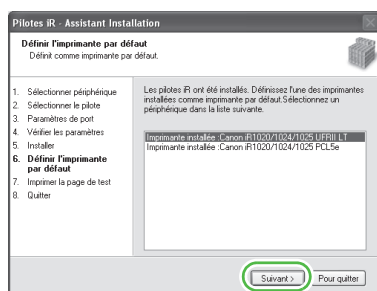 Pilotes iR - Assistant Installation
Définir l'imprimante par défaut
Définit comme imprimante par défaut.
1. Sélectionner périphérique
2. Sélectionner le pilote
3. Paramètres de port
4. Vérifier les paramètres
5. Installer
6. Définir l'imprimante
par défaut
7. Imprimer la page de test
8. Quitter
Les pilotes iR ont été installés. Définissez l'une des imprimantes
installées comme imprimante par défaut.Sélectionnez un
périphérique dans la liste suivante.
Imprimante installée :Canon iR1020/1024/1025 UFRII LT
Imprimante installée :Canon iR1020/1024/1025 PCL5e
Suivant >
Pour quitter